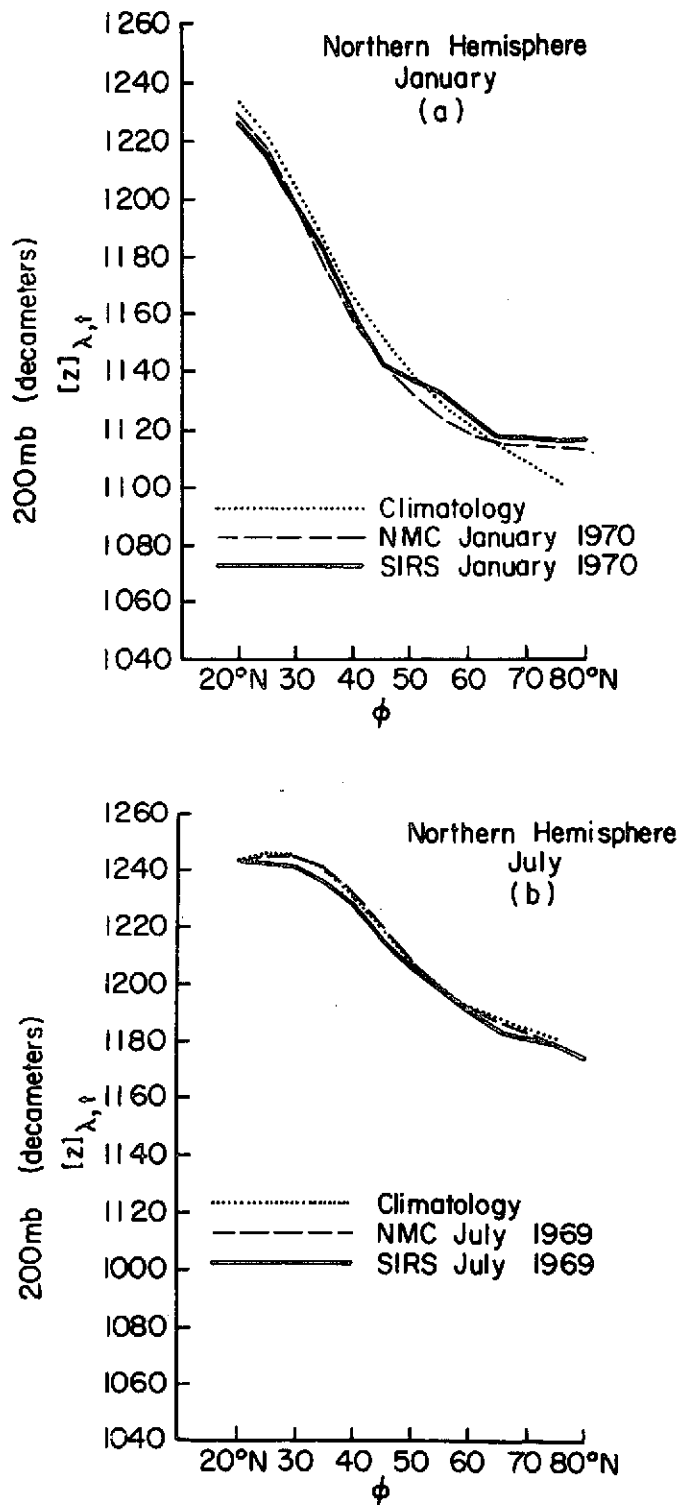 1260
1240
1220
1200
1180
1160
1140
1120
1100
1080
1060
1040
200mb (decameters)
[z]λ,t
Northern Hemisphere
January
(a)
Climatology
NMC January 1970
SIRS January 1970
20°N 30 40 50 60 70 80°N
ϕ
1260
1240
1220
1200
1180
1160
1140
1120
1000
1080
1060
1040
200mb (decameters)
[z]λ,t
Northern Hemisphere
July
(b)
Climatology
NMC July 1969
SIRS July 1969
20°N 30 40 50 60 70 80°N
ϕ